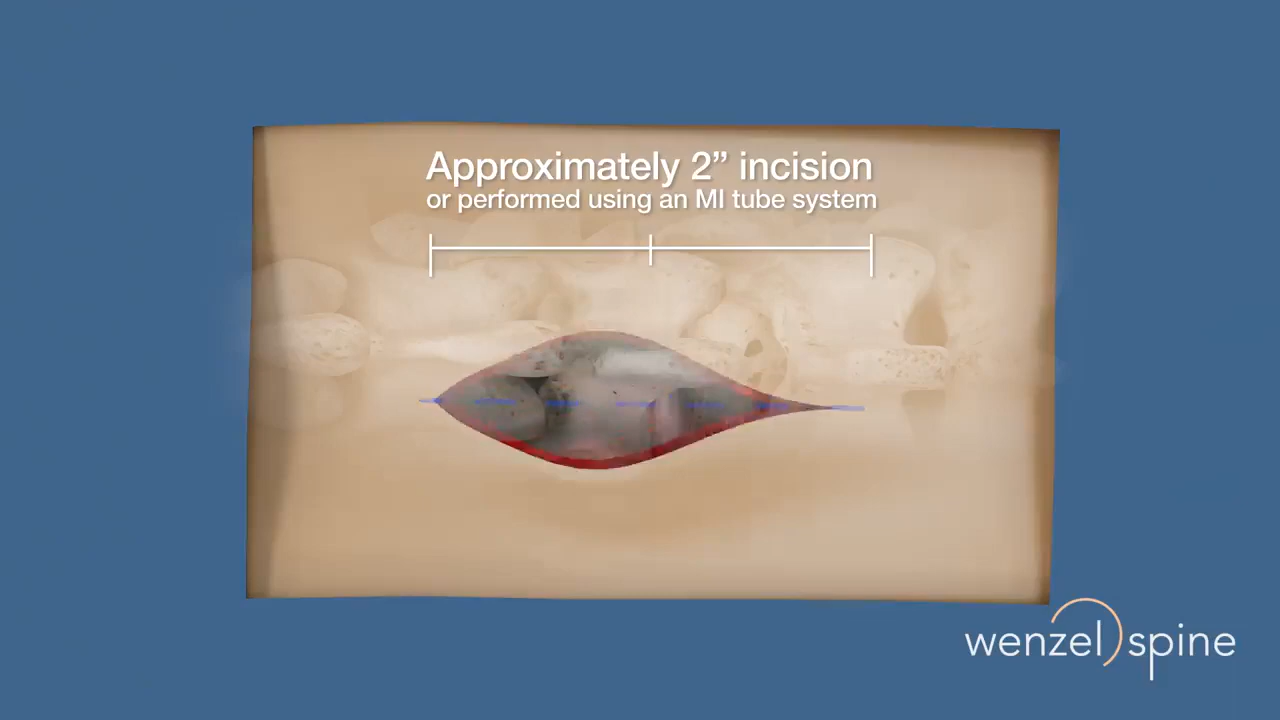 Approximately 2” incision
or performed using an MI tube system
wenzel spine